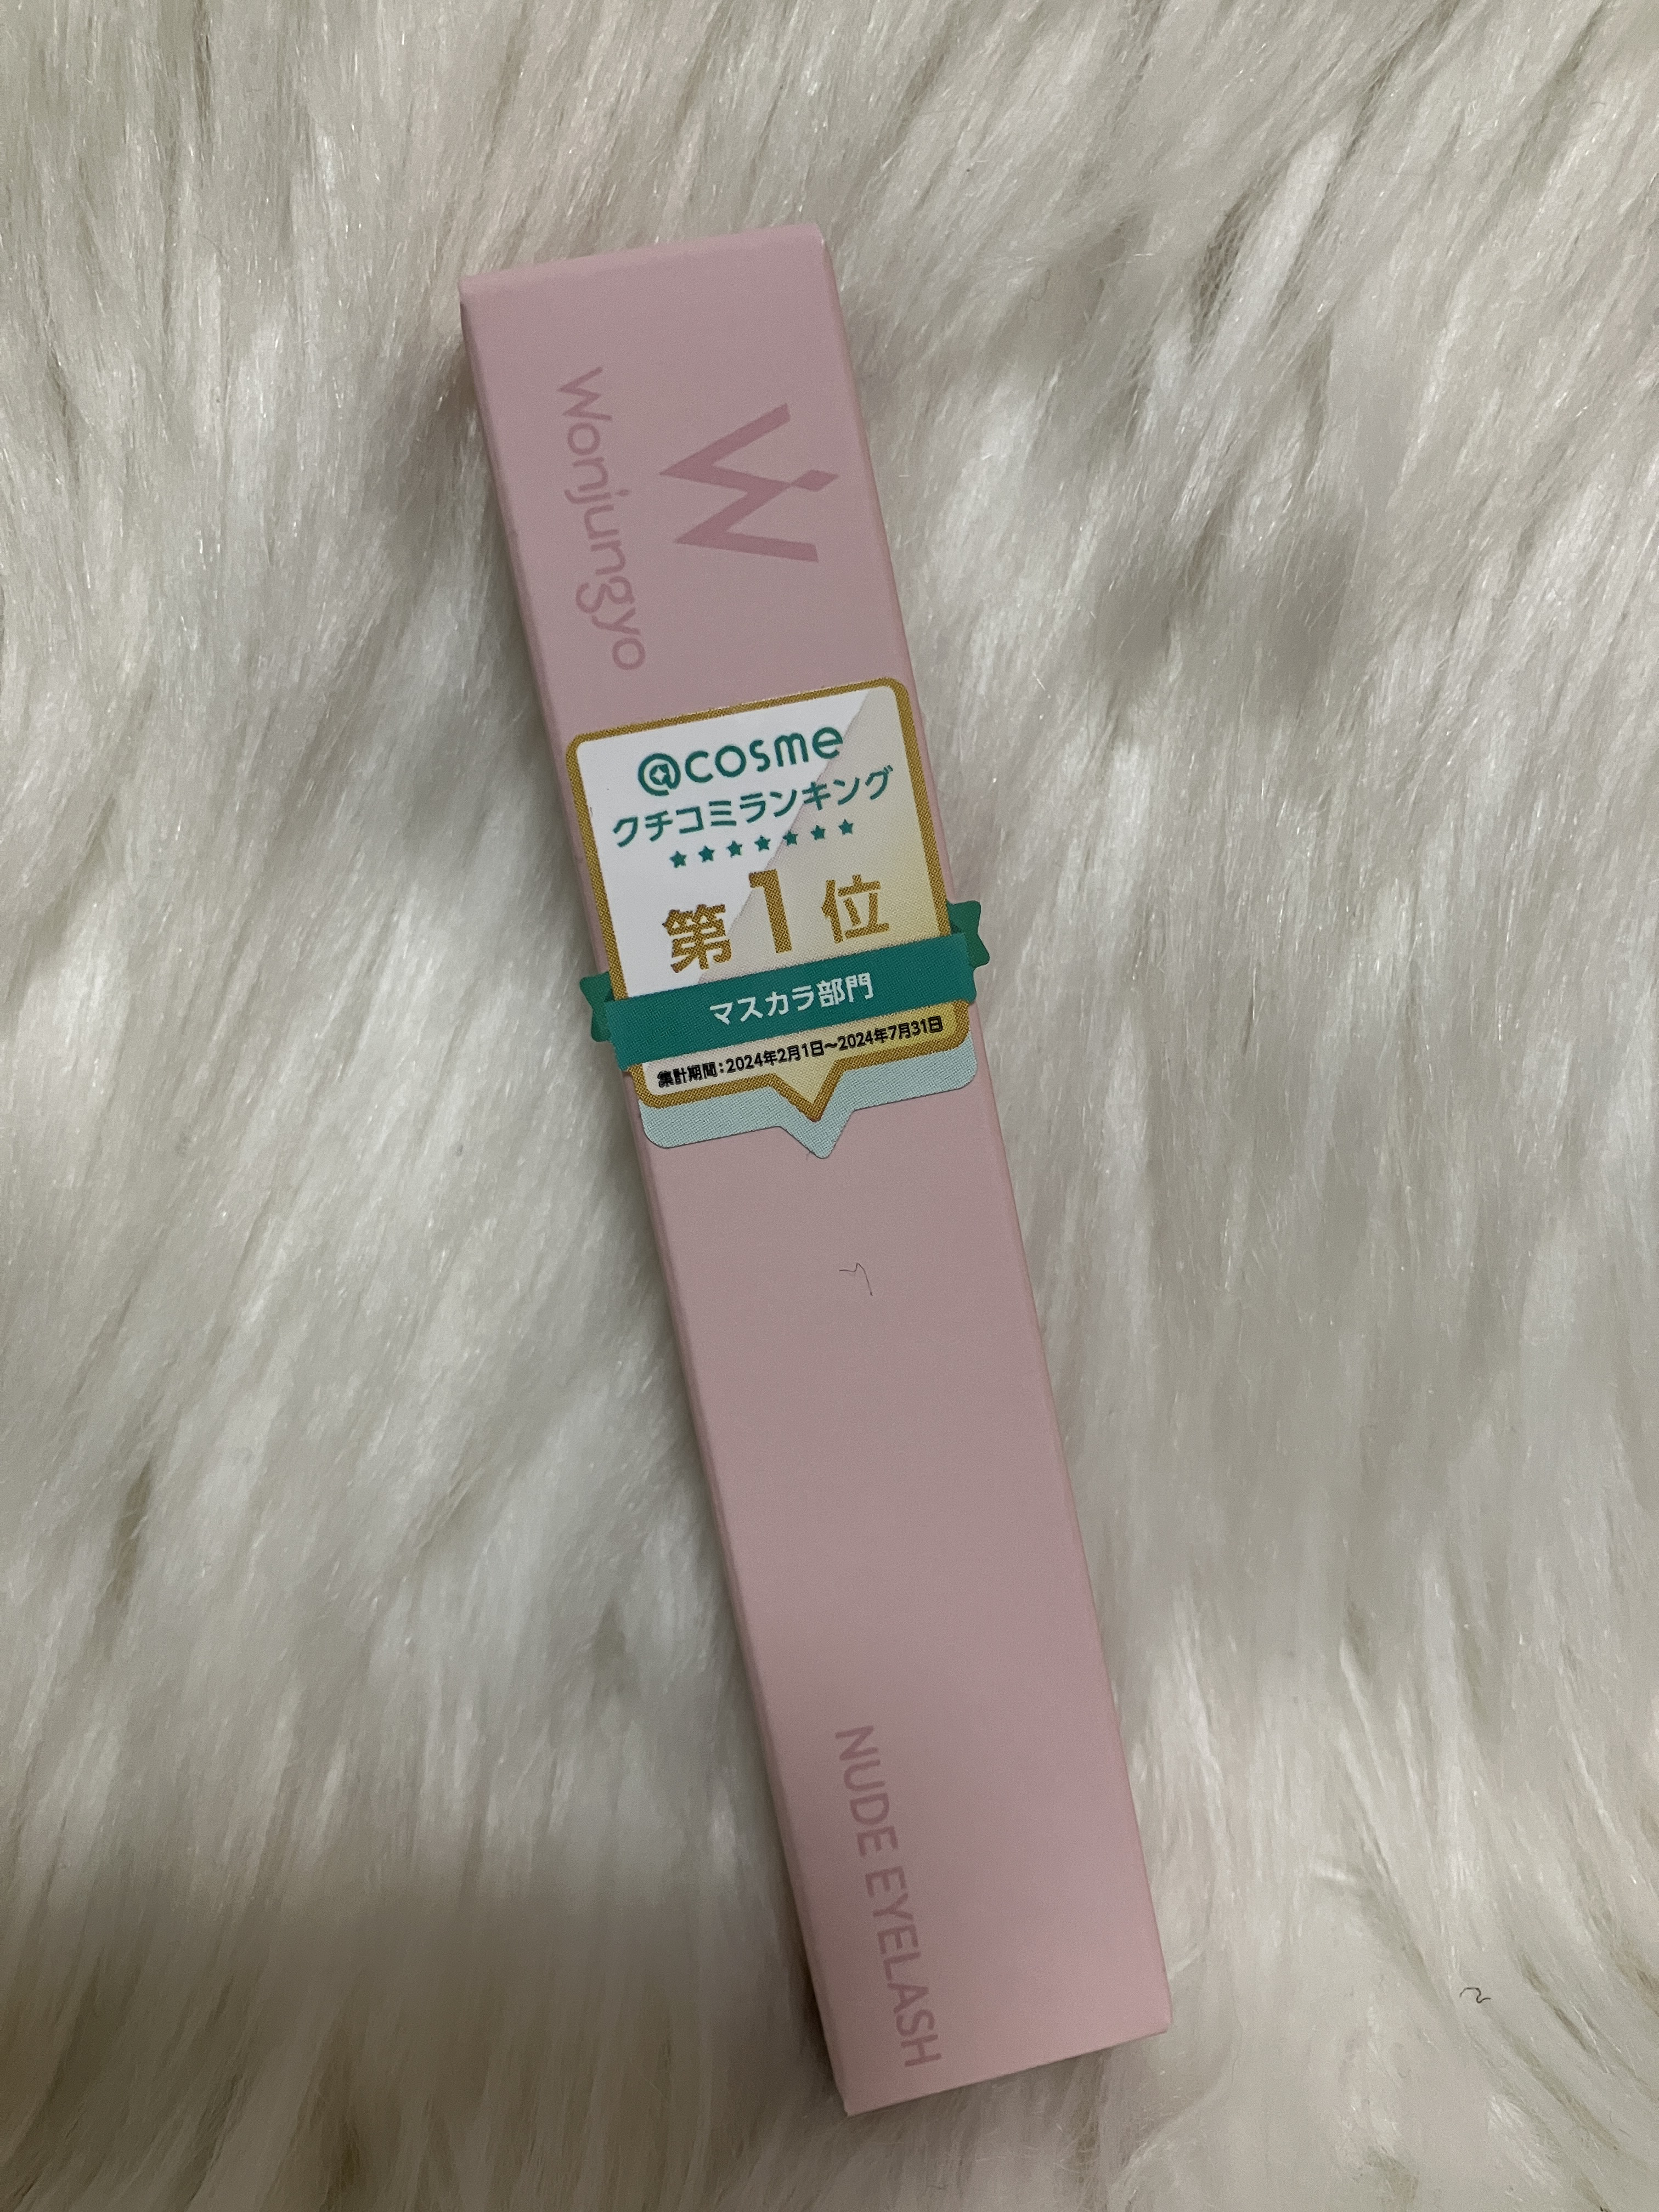 W
Wonjungyo
@cosme
クチコミランキング
★★★★★★★
第1位
マスカラ部門
集計期間：2024年2月1日～2024年7月31日
NUDE EYELASH